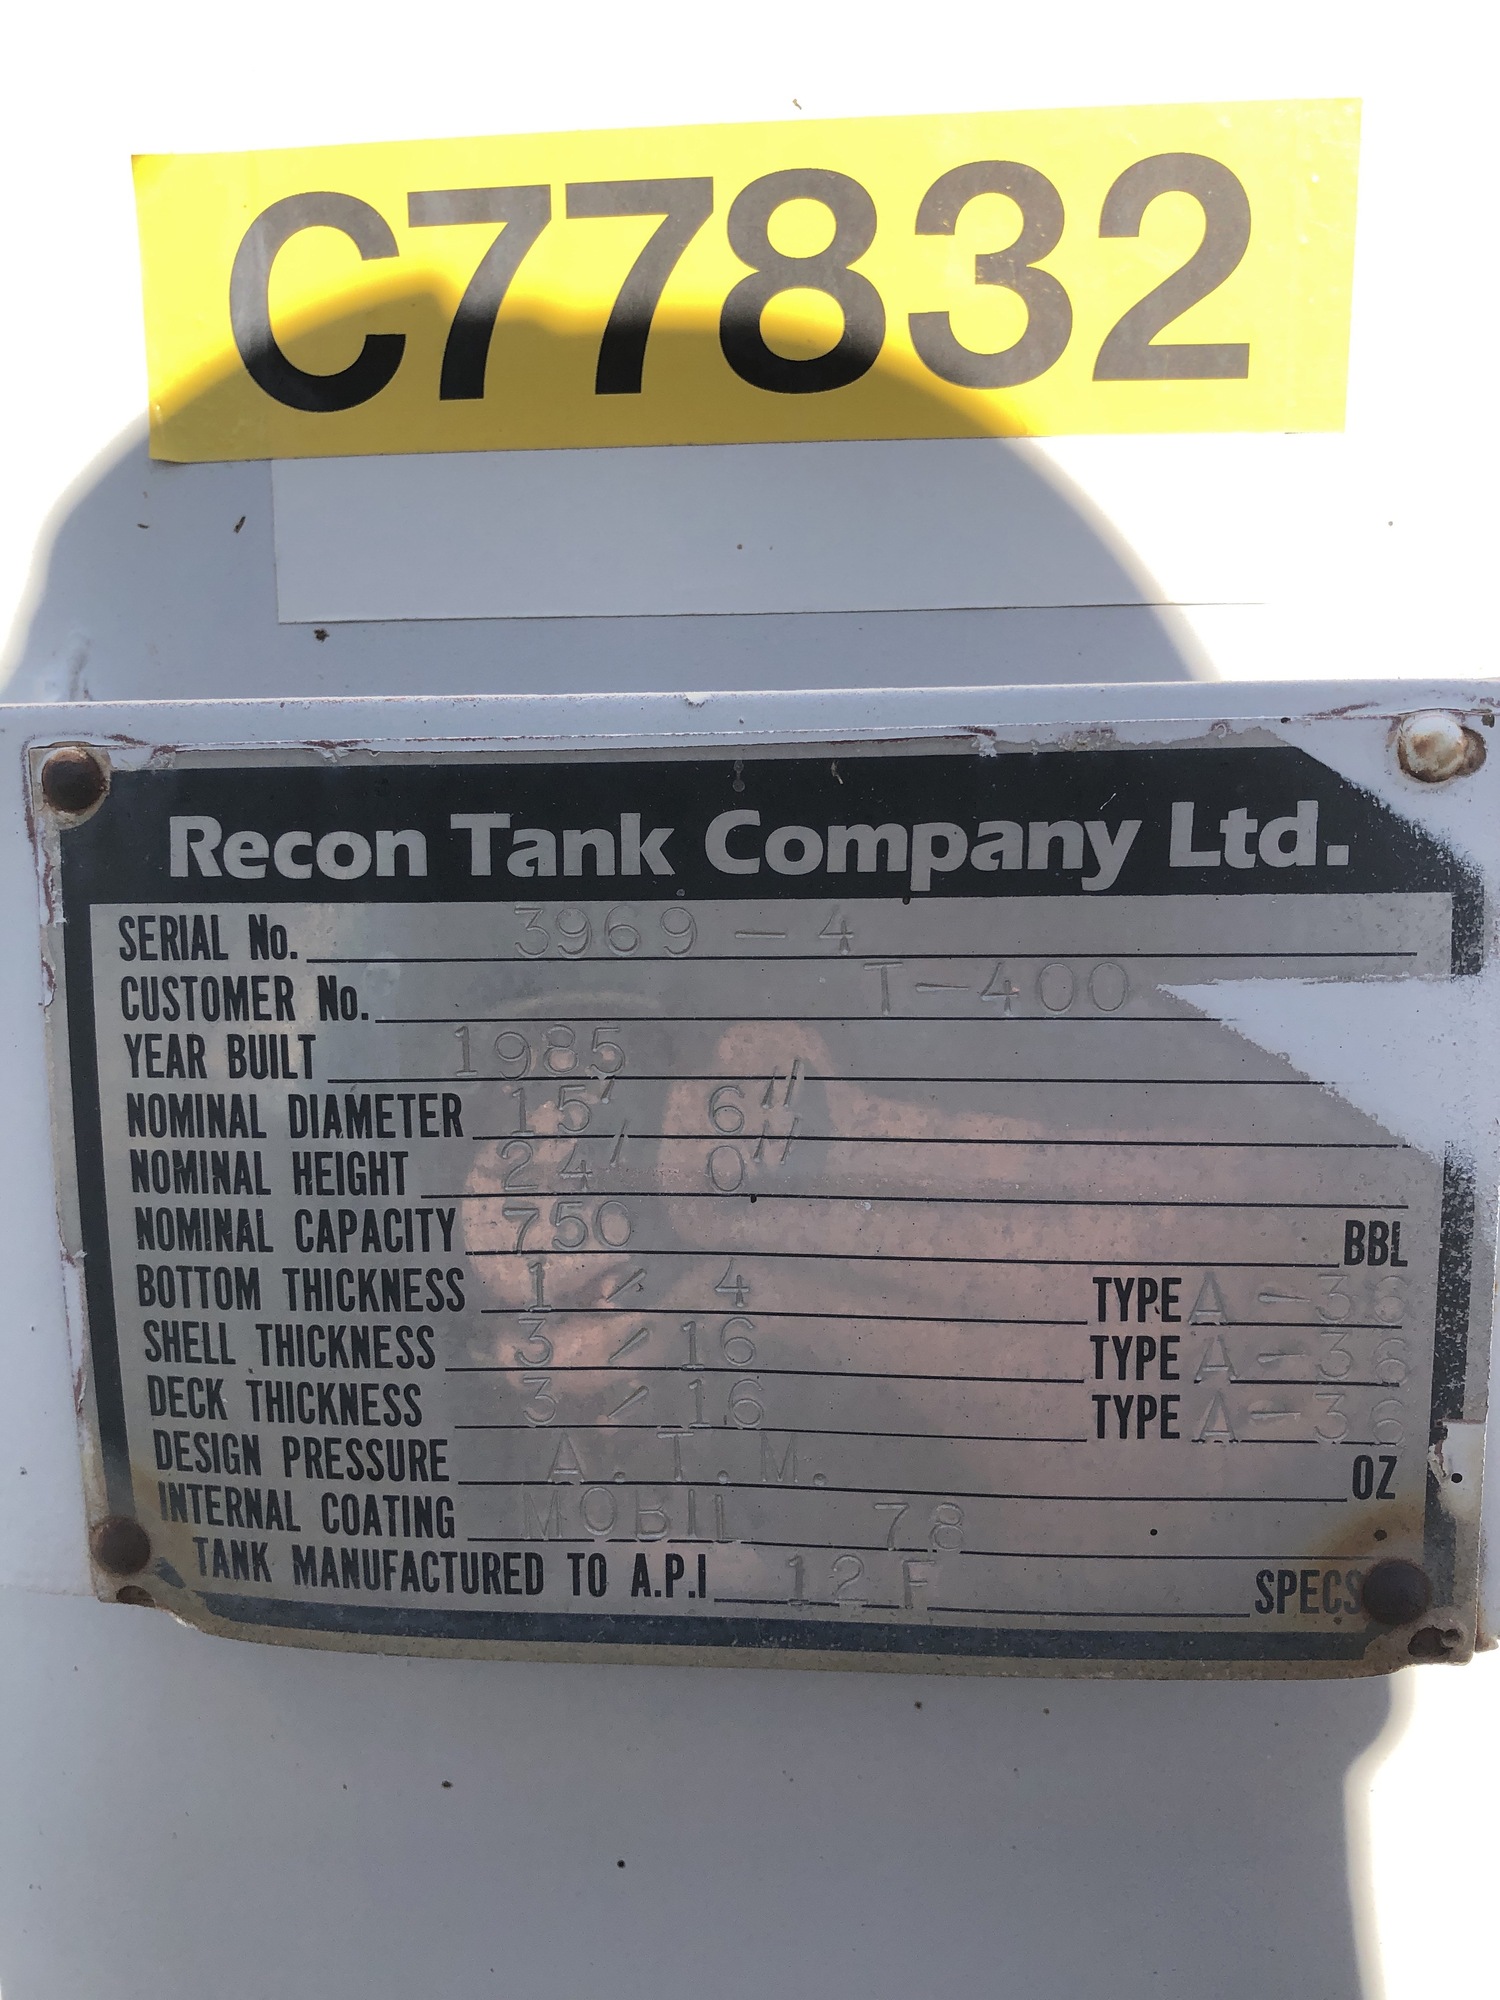 C77832
Recon Tank Company Ltd.
SERIAL No. 3969-4
CUSTOMER No. T-400
YEAR BUILT 1985
NOMINAL DIAMETER 15' 6"
NOMINAL HEIGHT 24' 0"
NOMINAL CAPACITY 750 BBL
BOTTOM THICKNESS 1/4 TYPE A-36
SHELL THICKNESS 3/16 TYPE A-36
DECK THICKNESS 3/16 TYPE A-36
DESIGN PRESSURE A.T.M. OZ
INTERNAL COATING MOBIL 78
TANK MANUFACTURED TO A.P.I 12 F SPECS